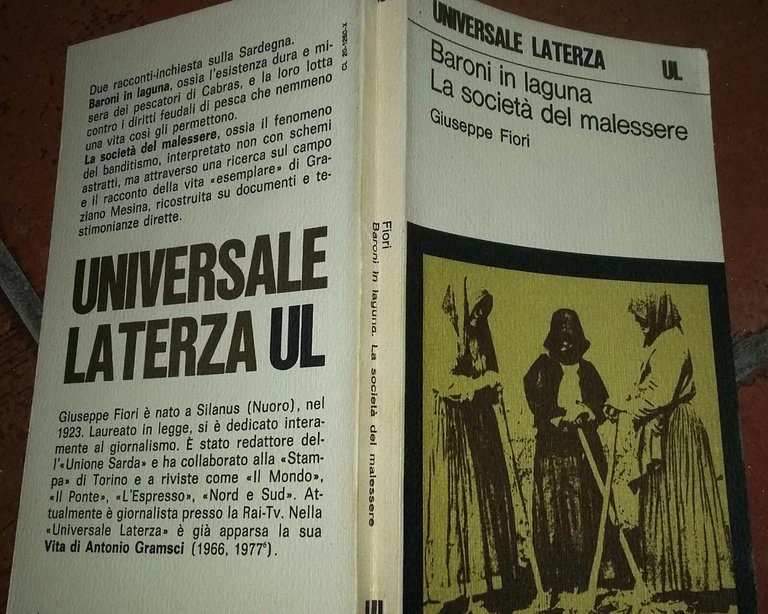 Due racconti-inchiesta sulla Sardegna.
Baroni in laguna, ossia l'esistenza dura e mi-
sera dei pescatori di Cabras, e la loro lotta
contro i diritti feudali di pesca che nemmeno
una vita così gli permettono.
La società del malessere, ossia il fenomeno
del banditismo, interpretato non con schemi
astratti, ma attraverso una ricerca sul campo
e il racconto della vita «esemplare» di Gra-
ziano Mesina, ricostruita su documenti e te-
stimonianze dirette.
UNIVERSALE
LATERZA UL
Giuseppe Fiori è nato a Silanus (Nuoro), nel
1923. Laureato in legge, si è dedicato intera-
mente al giornalismo. È stato redattore del-
l'«Unione Sarda» e ha collaborato alla «Stam-
pa» di Torino e a riviste come «Il Mondo»,
«Il Ponte», «L'Espresso», «Nord e Sud». At-
tualmente è giornalista presso la Rai-Tv. Nella
«Universale Laterza» è già apparsa la sua
Vita di Antonio Gramsci (1966, 1977⁶).
CL 20-1260-X
Fiori
Baroni in laguna. La società del malessere
UL
UNIVERSALE LATERZA UL
Baroni in laguna
La società del malessere
Giuseppe Fiori